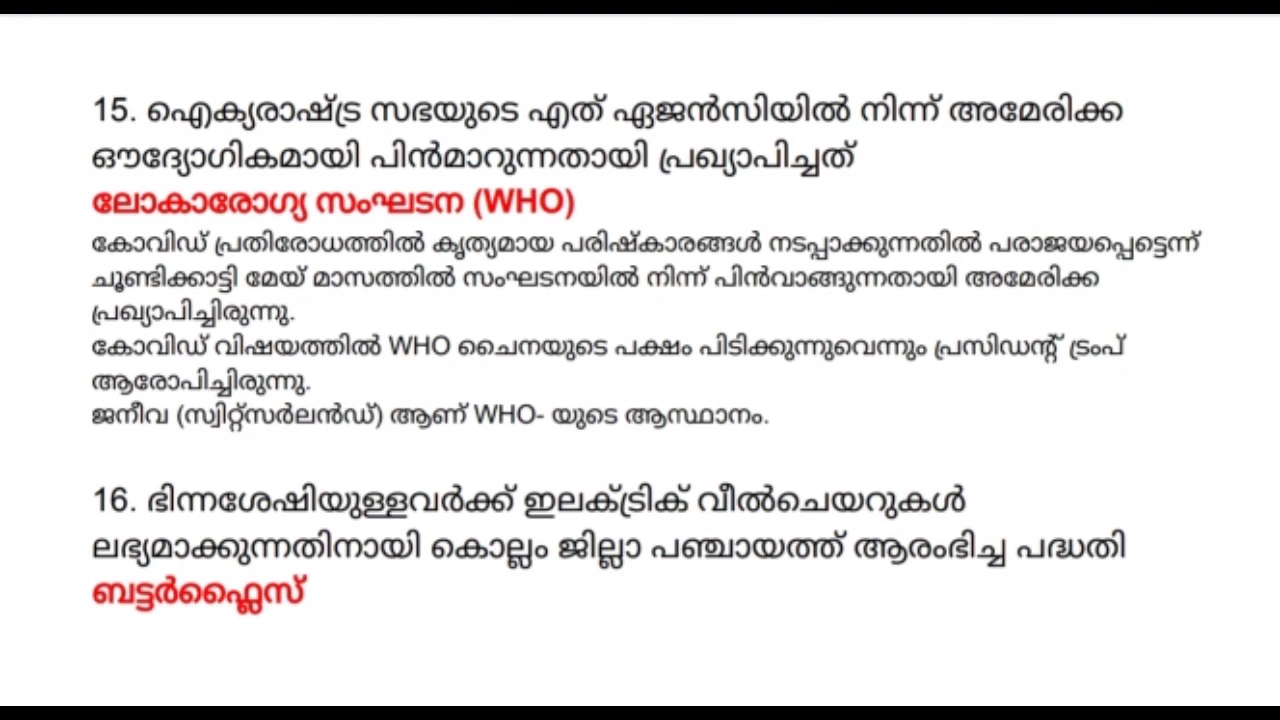 15. ഐക്യരാഷ്ട്ര സഭയുടെ എത് ഏജൻസിയിൽ നിന്ന് അമേരിക്ക
ഔദ്യോഗികമായി പിൻമാറുന്നതായി പ്രഖ്യാപിച്ചത്
ലോകാരോഗ്യ സംഘടന (WHO)
കോവിഡ് പ്രതിരോധത്തിൽ കൃത്യമായ പരിഷ്കാരങ്ങൾ നടപ്പാക്കുന്നതിൽ പരാജയപ്പെട്ടെന്ന്
ചൂണ്ടിക്കാട്ടി മേയ് മാസത്തിൽ സംഘടനയിൽ നിന്ന് പിൻവാങ്ങുന്നതായി അമേരിക്ക
പ്രഖ്യാപിച്ചിരുന്നു.
കോവിഡ് വിഷയത്തിൽ WHO ചൈനയുടെ പക്ഷം പിടിക്കുന്നുവെന്നും പ്രസിഡന്റ് ട്രംപ്
ആരോപിച്ചിരുന്നു.
ജനീവ (സ്വിറ്റ്സർലൻഡ്) ആണ് WHO- യുടെ ആസ്ഥാനം.
16. ഭിന്നശേഷിയുള്ളവർക്ക് ഇലക്ട്രിക് വീൽചെയറുകൾ
ലഭ്യമാക്കുന്നതിനായി കൊല്ലം ജില്ലാ പഞ്ചായത്ത് ആരംഭിച്ച പദ്ധതി
ബട്ടർഫ്ലൈസ്